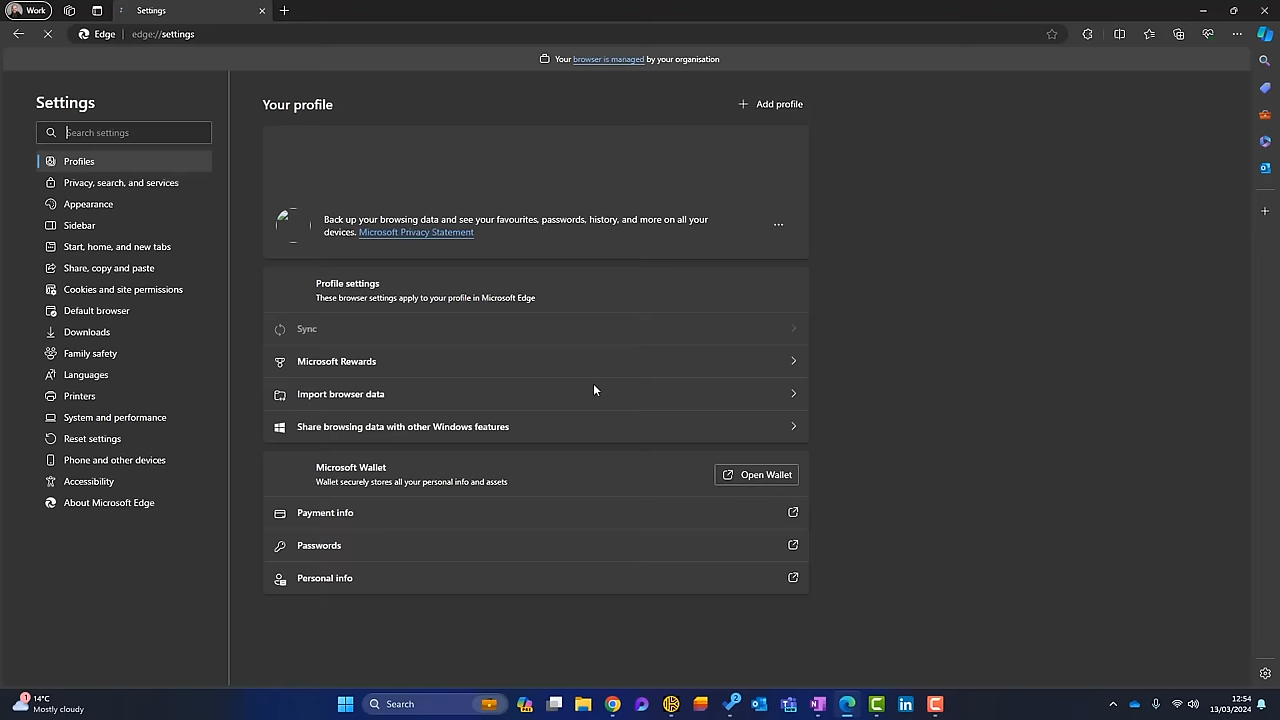 Work
Settings
Edge
edge://settings
Your browser is managed by your organisation
Settings
Search settings
Profiles
Privacy, search, and services
Appearance
Sidebar
Start, home, and new tabs
Share, copy and paste
Cookies and site permissions
Default browser
Downloads
Family safety
Languages
Printers
System and performance
Reset settings
Phone and other devices
Accessibility
About Microsoft Edge
Your profile
Add profile
Back up your browsing data and see your favourites, passwords, history, and more on all your
devices. Microsoft Privacy Statement
Profile settings
These browser settings apply to your profile in Microsoft Edge
Sync
Microsoft Rewards
Import browser data
Share browsing data with other Windows features
Microsoft Wallet
Wallet securely stores all your personal info and assets
Open Wallet
Payment info
Passwords
Personal info
1
14°C
Mostly cloudy
Search
2
12:54
13/03/2024